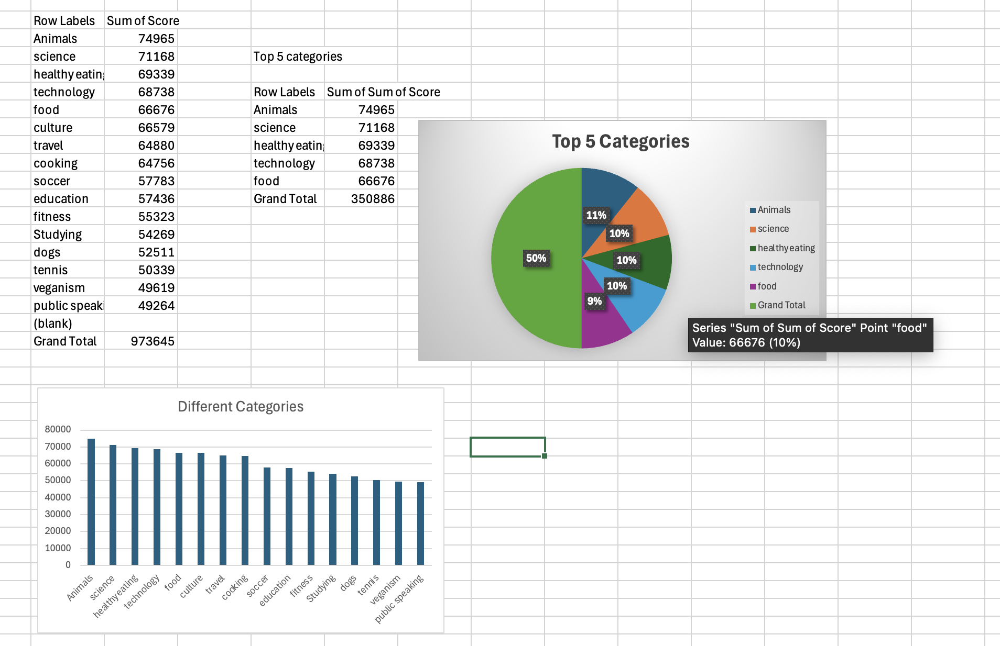 Row Labels Sum of Score
Animals 74965
science 71168
healthy eating 69339
technology 68738
food 66676
culture 66579
travel 64880
cooking 64756
soccer 57783
education 57436
fitness 55323
Studying 54269
dogs 52511
tennis 50339
veganism 49619
public speaki 49264
(blank)
Grand Total 973645
Top 5 categories
Row Labels Sum of Sum of Score
Animals 74965
science 71168
healthy eating 69339
technology 68738
food 66676
Grand Total 350886
Top 5 Categories
11%
10%
10%
10%
9%
50%
Animals
science
healthy eating
technology
food
Grand Total
Series "Sum of Sum of Score" Point "food"
Value: 66676 (10%)
Different Categories
80000
70000
60000
50000
40000
30000
20000
10000
0
Animals
science
healthy eating
technology
food
culture
travel
cooking
soccer
education
fitness
Studying
dogs
tennis
veganism
public speaking